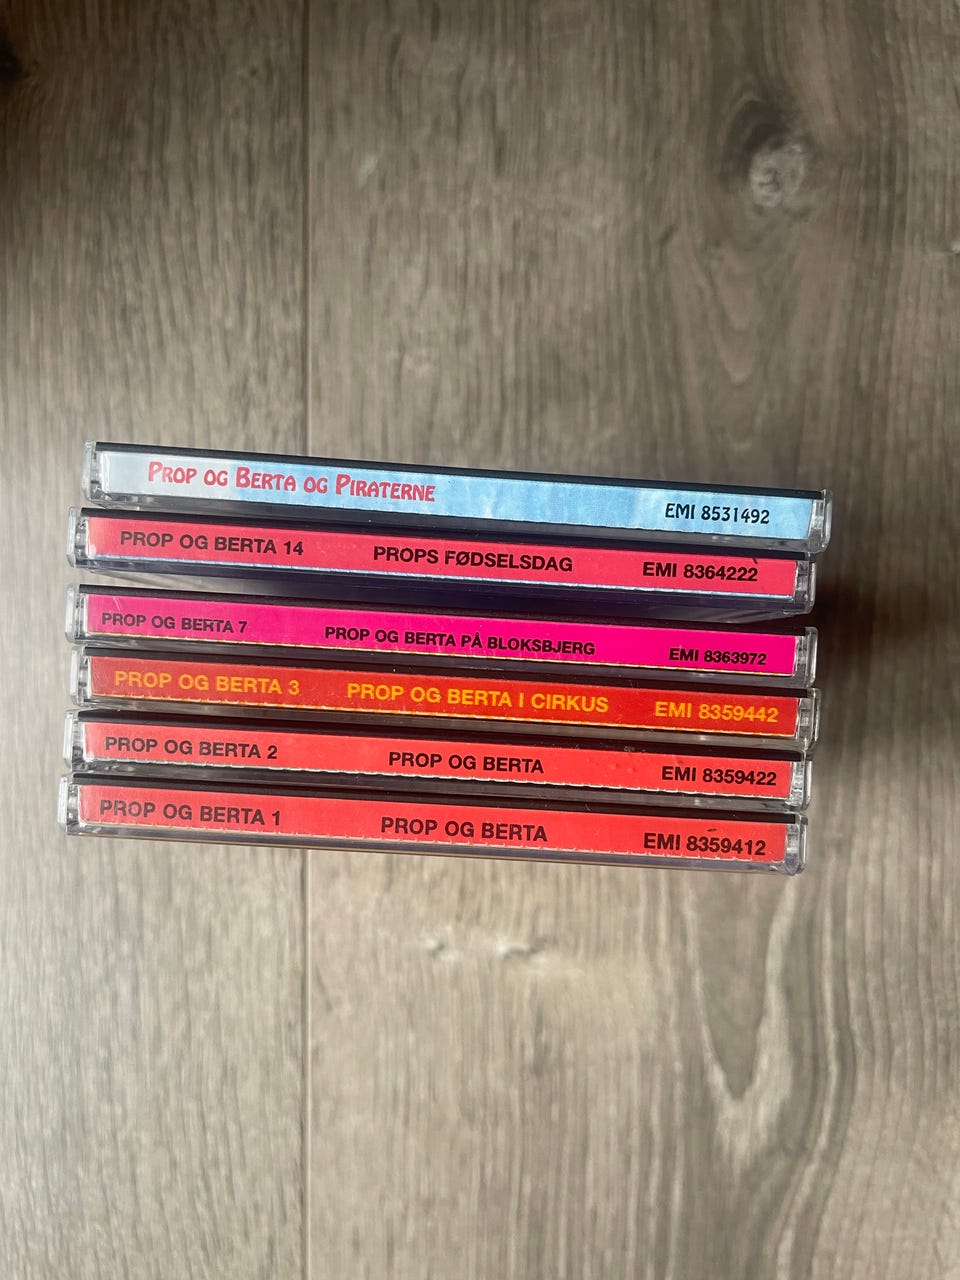 PROP OG BERTA OG PIRATERNE EMI 8531492
PROP OG BERTA 14 PROPS FØDSELSDAG EMI 8364222
PROP OG BERTA 7 PROP OG BERTA PÅ BLOKSBJERG EMI 8363972
PROP OG BERTA 3 PROP OG BERTA I CIRKUS EMI 8359442
PROP OG BERTA 2 PROP OG BERTA EMI 8359422
PROP OG BERTA 1 PROP OG BERTA EMI 8359412